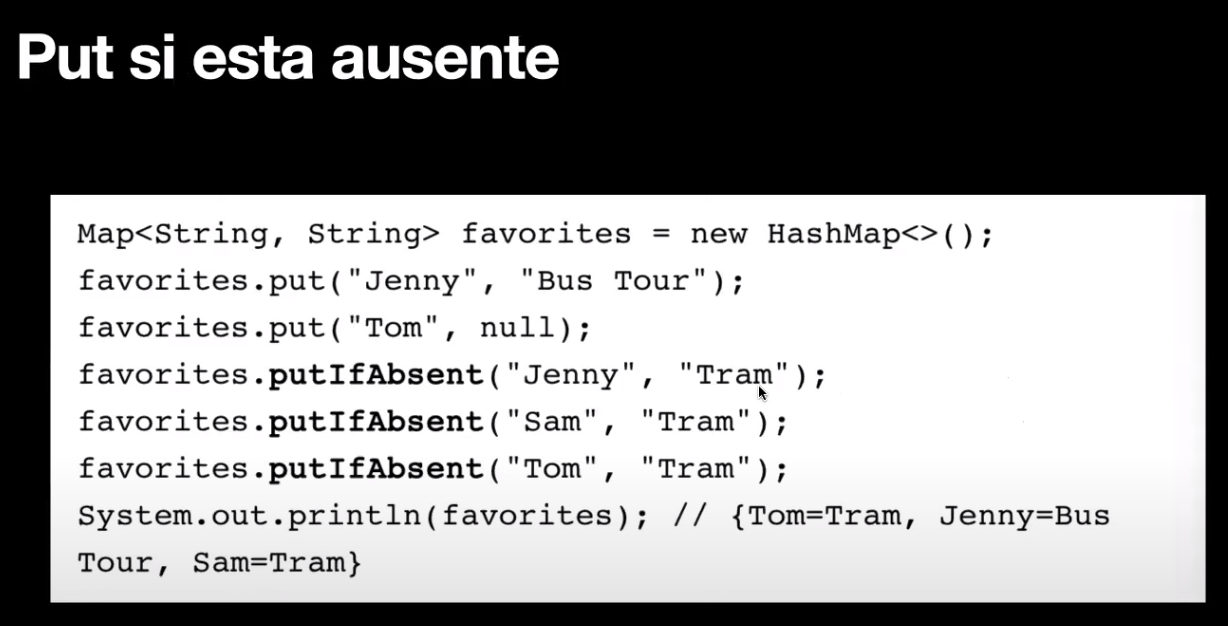 Put si esta ausente
Map<String, String> favorites = new HashMap<>();
favorites.put("Jenny", "Bus Tour");
favorites.put("Tom", null);
favorites.putIfAbsent("Jenny", "Tram");
favorites.putIfAbsent("Sam", "Tram");
favorites.putIfAbsent("Tom", "Tram");
System.out.println(favorites); // {Tom=Tram, Jenny=Bus
Tour, Sam=Tram}